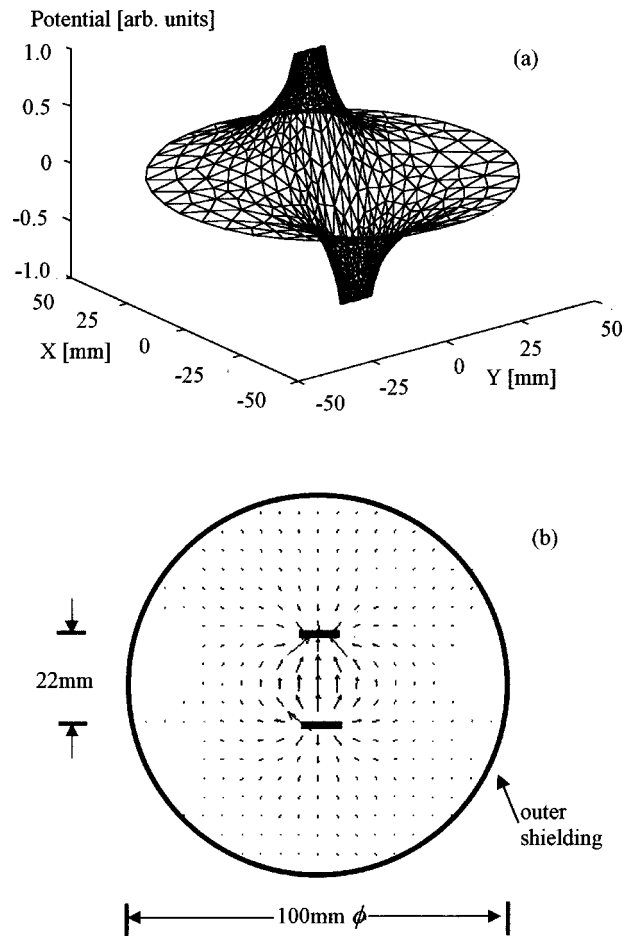 Potential [arb. units]
(a)
1.0
0.5
0
-0.5
-1.0
50
25
0
-25
-50
X [mm]
-50
-25
0
25
50
Y [mm]
(b)
22mm
outer
shielding
100mm ϕ